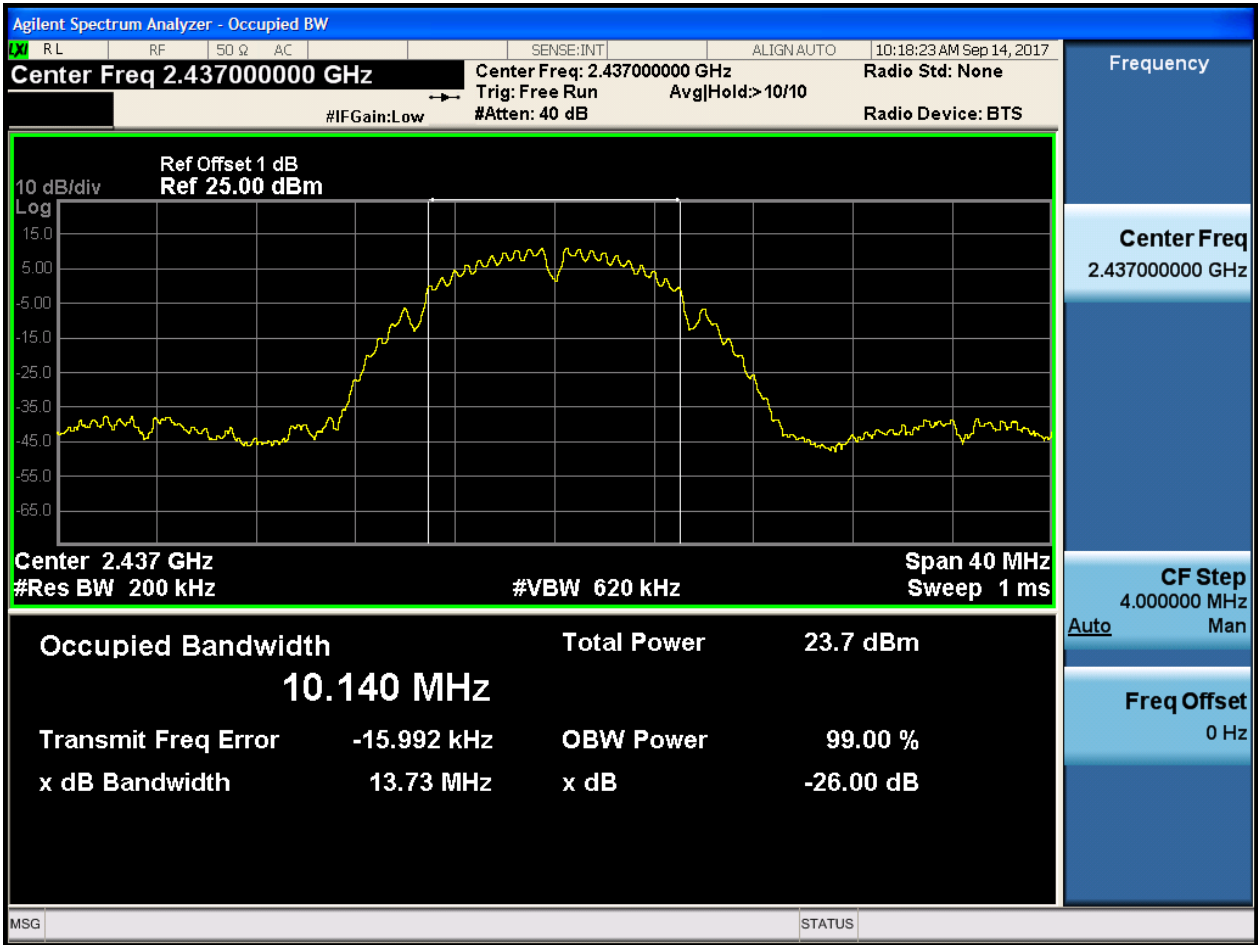 Agilent Spectrum Analyzer - Occupied BW
LXI RL RF 50 Ω AC SENSE:INT ALIGN AUTO 10:18:23 AM Sep 14, 2017
Center Freq 2.437000000 GHz
Center Freq: 2.437000000 GHz Radio Std: None
Trig: Free Run Avg|Hold:>10/10
#IFGain:Low #Atten: 40 dB Radio Device: BTS
Ref Offset 1 dB
10 dB/div Ref 25.00 dBm
Log
15.0
5.00
-5.00
-15.0
-25.0
-35.0
-45.0
-55.0
-65.0
Center 2.437 GHz Span 40 MHz
#Res BW 200 kHz #VBW 620 kHz Sweep 1 ms
Occupied Bandwidth Total Power 23.7 dBm
10.140 MHz
Transmit Freq Error -15.992 kHz OBW Power 99.00 %
x dB Bandwidth 13.73 MHz x dB -26.00 dB
Frequency
Center Freq
2.437000000 GHz
CF Step
4.000000 MHz
Auto Man
Freq Offset
0 Hz
MSG STATUS